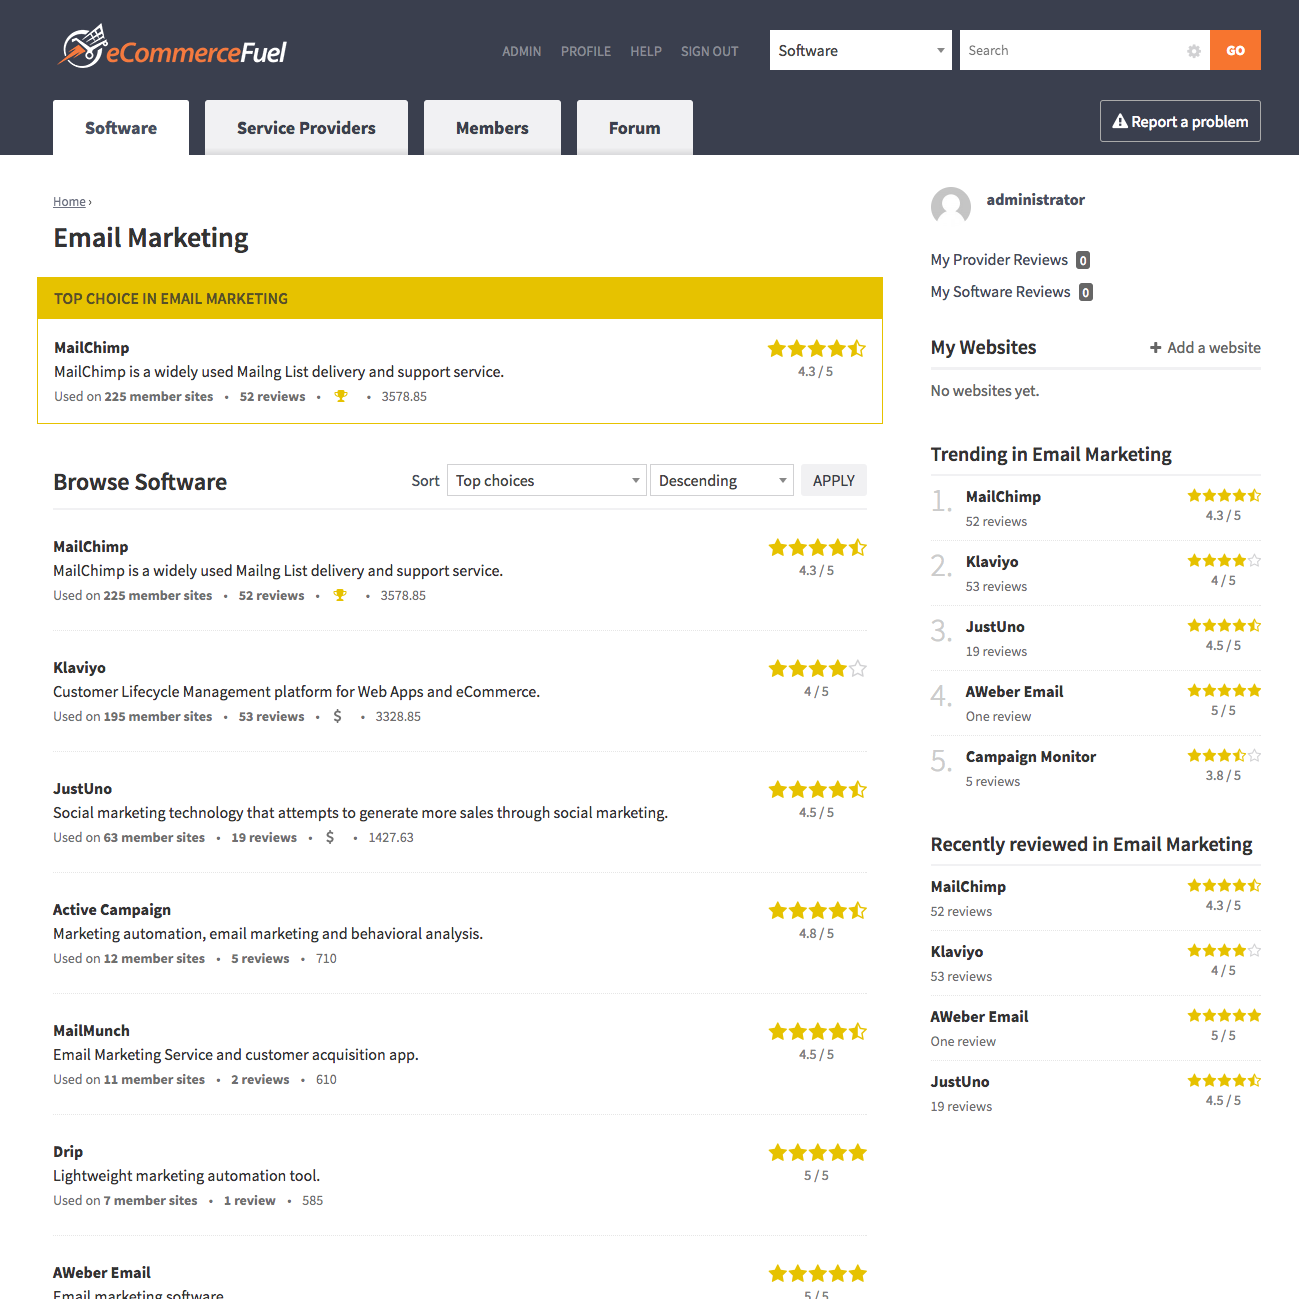 eCommerceFuel
ADMIN PROFILE HELP SIGN OUT
Software
Search
GO
Software
Service Providers
Members
Forum
Report a problem
Home ›
Email Marketing
TOP CHOICE IN EMAIL MARKETING
MailChimp
4.3 / 5
MailChimp is a widely used Mailng List delivery and support service.
Used on 225 member sites • 52 reviews • • 3578.85
Browse Software
Sort Top choices Descending APPLY
MailChimp
MailChimp is a widely used Mailng List delivery and support service.
4.3 / 5
Used on 225 member sites • 52 reviews • • 3578.85
Klaviyo
Customer Lifecycle Management platform for Web Apps and eCommerce.
4 / 5
Used on 195 member sites • 53 reviews • $ • 3328.85
JustUno
Social marketing technology that attempts to generate more sales through social marketing.
4.5 / 5
Used on 63 member sites • 19 reviews • $ • 1427.63
Active Campaign
Marketing automation, email marketing and behavioral analysis.
4.8 / 5
Used on 12 member sites • 5 reviews • 710
MailMunch
Email Marketing Service and customer acquisition app.
4.5 / 5
Used on 11 member sites • 2 reviews • 610
Drip
Lightweight marketing automation tool.
5 / 5
Used on 7 member sites • 1 review • 585
AWeber Email
Email marketing software
5 / 5
administrator
My Provider Reviews 0
My Software Reviews 0
My Websites
+ Add a website
No websites yet.
Trending in Email Marketing
1. MailChimp
52 reviews
4.3 / 5
2. Klaviyo
53 reviews
4 / 5
3. JustUno
19 reviews
4.5 / 5
4. AWeber Email
One review
5 / 5
5. Campaign Monitor
5 reviews
3.8 / 5
Recently reviewed in Email Marketing
MailChimp
52 reviews
4.3 / 5
Klaviyo
53 reviews
4 / 5
AWeber Email
One review
5 / 5
JustUno
19 reviews
4.5 / 5